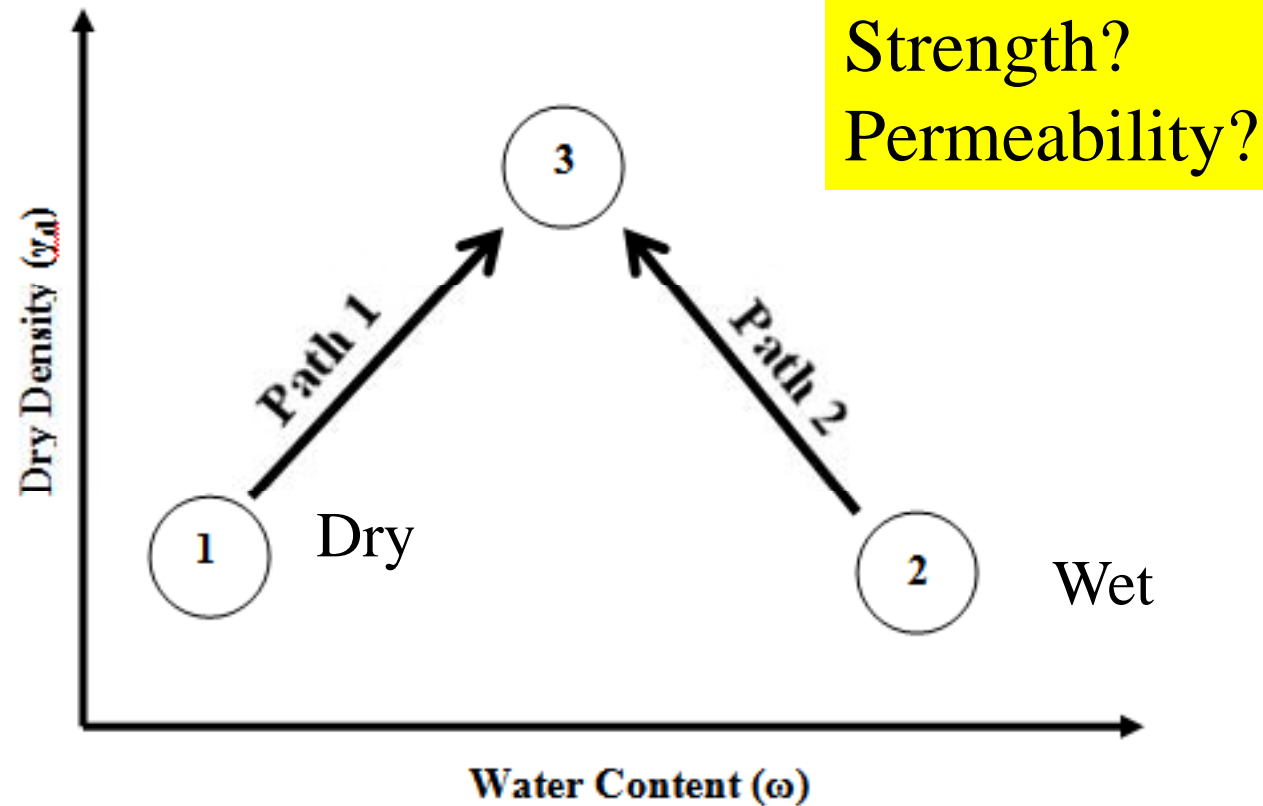 Strength?
Permeability?
3
Dry Density (γd)
Path 1
Path 2
1
Dry
2
Wet
Water Content (ω)